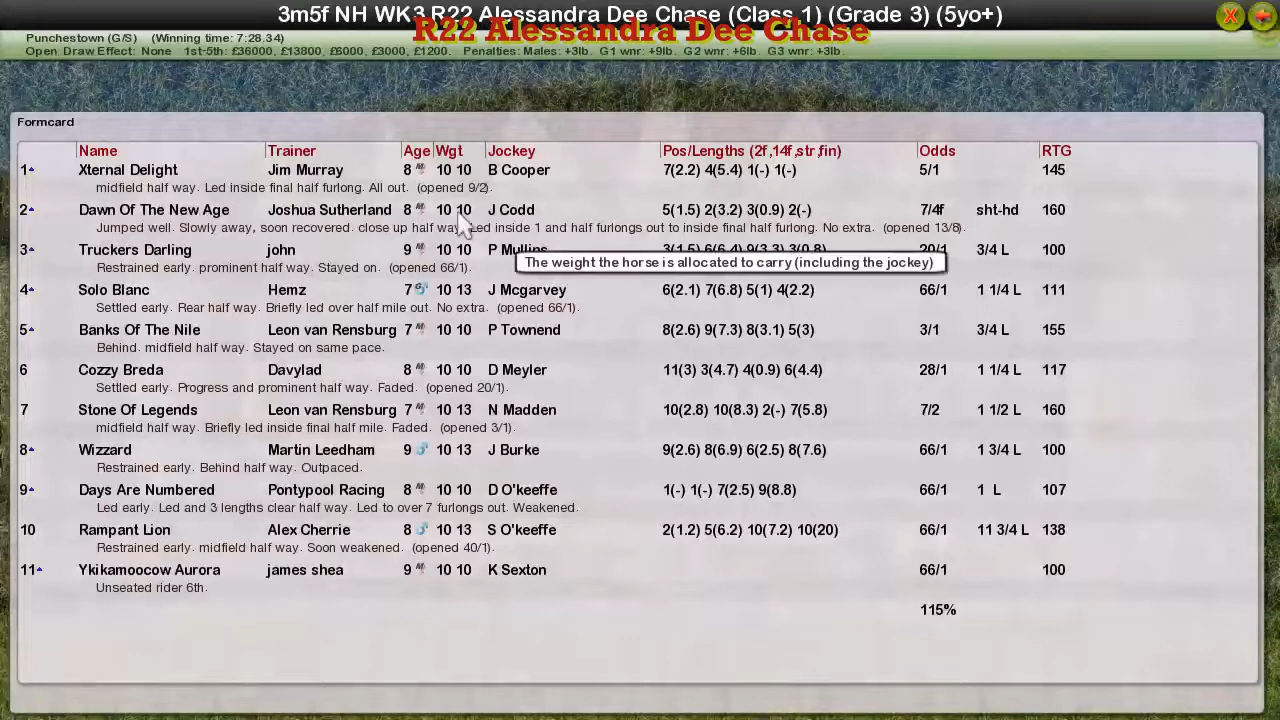 3m5f NH WK3 R22 Alessandra Dee Chase (Class 1) (Grade 3) (5yo+)
R22 Alessandra Dee Chase
Punchestown (G/S) (Winning time: 7:28.34)
Open Draw Effect: None 1st-5th: £36000, £13800, £6000, £3000, £1200. Penalties: Males: +3lb. G1 wnr: +9lb. G2 wnr: +6lb. G3 wnr: +3lb.
Formcard
Name Trainer Age Wgt Jockey Pos/Lengths (2f,14f,str,fin) Odds RTG
1 Xternal Delight Jim Murray 8 10 10 B Cooper 7(2.2) 4(5.4) 1(-) 1(-) 5/1 145
midfield half way. Led inside final half furlong. All out. (opened 9/2).
2 Dawn Of The New Age Joshua Sutherland 8 10 10 J Codd 5(1.5) 2(3.2) 3(0.9) 2(-) 7/4f sht-hd 160
Jumped well. Slowly away, soon recovered. close up half way. Led inside 1 and half furlongs out to inside final half furlong. No extra. (opened 13/8).
3 Truckers Darling john 9 10 10 P Mullins 3(1.5) 6(6.4) 9(3.3) 3(0.8) 20/1 3/4 L 100
The weight the horse is allocated to carry (including the jockey)
Restrained early. prominent half way. Stayed on. (opened 66/1).
4 Solo Blanc Hemz 7 10 13 J Mcgarvey 6(2.1) 7(6.8) 5(1) 4(2.2) 66/1 1 1/4 L 111
Settled early. Rear half way. Briefly led over half mile out. No extra. (opened 66/1).
5 Banks Of The Nile Leon van Rensburg 7 10 10 P Townend 8(2.6) 9(7.3) 8(3.1) 5(3) 3/1 3/4 L 155
Behind. midfield half way. Stayed on same pace.
6 Cozzy Breda Davylad 8 10 10 D Meyler 11(3) 3(4.7) 4(0.9) 6(4.4) 28/1 1 1/4 L 117
Settled early. Progress and prominent half way. Faded. (opened 20/1).
7 Stone Of Legends Leon van Rensburg 7 10 13 N Madden 10(2.8) 10(8.3) 2(-) 7(5.8) 7/2 1 1/2 L 160
midfield half way. Briefly led inside final half mile. Faded. (opened 3/1).
8 Wizzard Martin Leedham 9 10 13 J Burke 9(2.6) 8(6.9) 6(2.5) 8(7.6) 66/1 1 3/4 L 100
Restrained early. Behind half way. Outpaced.
9 Days Are Numbered Pontypool Racing 8 10 10 D O'keeffe 1(-) 1(-) 7(2.5) 9(8.8) 66/1 1 L 107
Led early. Led and 3 lengths clear half way. Led to over 7 furlongs out. Weakened.
10 Rampant Lion Alex Cherrie 8 10 13 S O'keeffe 2(1.2) 5(6.2) 10(7.2) 10(20) 66/1 11 3/4 L 138
Restrained early. midfield half way. Soon weakened. (opened 40/1).
11 Ykikamoocow Aurora james shea 9 10 10 K Sexton 66/1 100
Unseated rider 6th.
115%